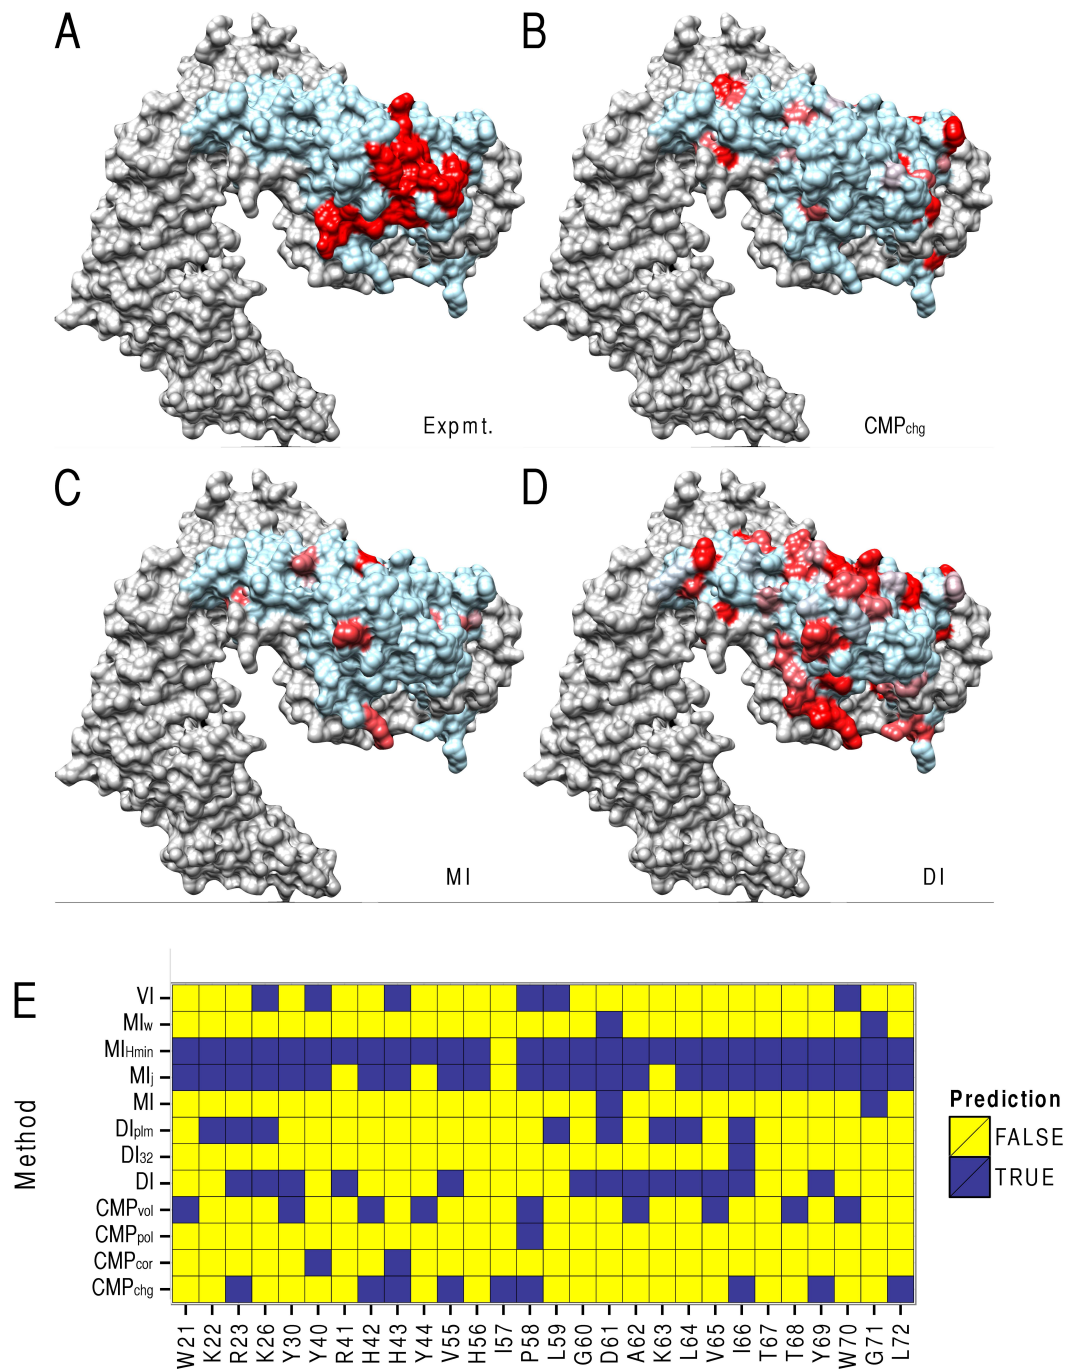 A
B
Expmt.
CMPchg
C
D
MI
DI
E
Method
VI
MIw
MIHmin
MIj
MI
DIplm
DI32
DI
CMPvol
CMPpol
CMPcor
CMPchg
W21 K22 R23 K26 Y30 Y40 R41 H42 H43 Y44 V55 H56 I57 P58 L59 G60 D61 A62 K63 L64 V65 I66 T67 T68 Y69 W70 G71 L72
Prediction
FALSE
TRUE